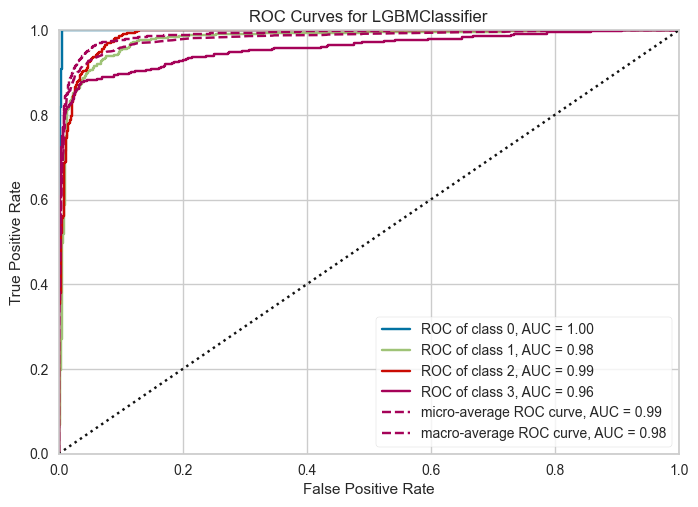 ROC Curves for LGBMClassifier
True Positive Rate
1.0
0.8
0.6
0.4
0.2
0.0
ROC of class 0, AUC = 1.00
ROC of class 1, AUC = 0.98
ROC of class 2, AUC = 0.99
ROC of class 3, AUC = 0.96
micro-average ROC curve, AUC = 0.99
macro-average ROC curve, AUC = 0.98
0.0 0.2 0.4 0.6 0.8 1.0
False Positive Rate